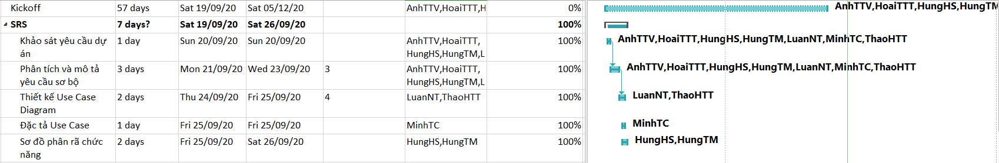 Kickoff 57 days Sat 19/09/20 Sat 05/12/20 AnhTTV,HoaiTTT,H 0% AnhTTV,HoaiTTT,HungHS,HungTM
SRS 7 days? Sat 19/09/20 Sat 26/09/20 100%
Khảo sát yêu cầu dự 1 day Sun 20/09/20 Sun 20/09/20 AnhTTV,HoaiTTT, 100% AnhTTV,HoaiTTT,HungHS,HungTM,LuanNT,MinhTC,ThaoHTT
án HungHS,HungTM,L
Phân tích và mô tả 3 days Mon 21/09/20 Wed 23/09/20 3 AnhTTV,HoaiTTT, 100% AnhTTV,HoaiTTT,HungHS,HungTM,LuanNT,MinhTC,ThaoHTT
yêu cầu sơ bộ HungHS,HungTM,L
Thiết kế Use Case 2 days Thu 24/09/20 Fri 25/09/20 4 LuanNT,ThaoHTT 100% LuanNT,ThaoHTT
Diagram
Đặc tả Use Case 1 day Fri 25/09/20 Fri 25/09/20 MinhTC 100% MinhTC
Sơ đồ phân rã chức 2 days Fri 25/09/20 Sat 26/09/20 HungHS,HungTM 100% HungHS,HungTM
năng